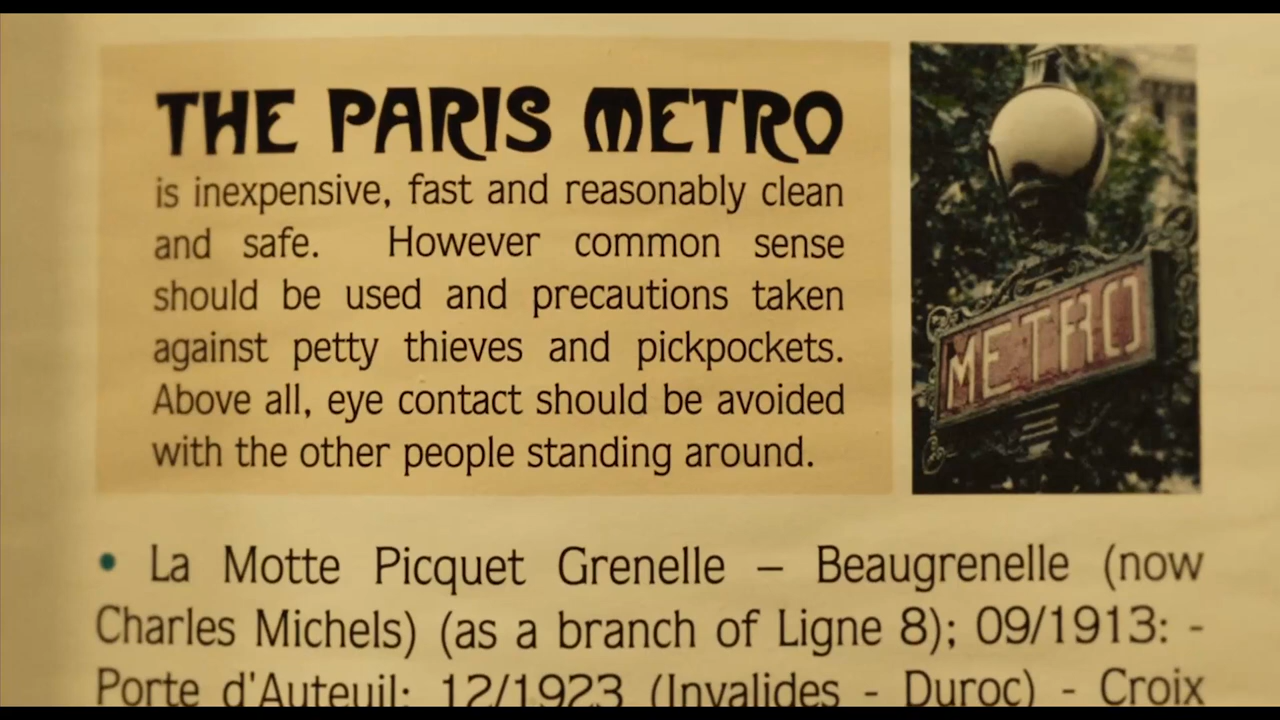 THE PARIS METRO
is inexpensive, fast and reasonably clean
and safe. However common sense
should be used and precautions taken
against petty thieves and pickpockets.
Above all, eye contact should be avoided
with the other people standing around.
METRO
• La Motte Picquet Grenelle – Beaugrenelle (now
Charles Michels) (as a branch of Ligne 8); 09/1913: -
Porte d'Auteuil; 12/1923 (Invalides - Duroc) - Croix